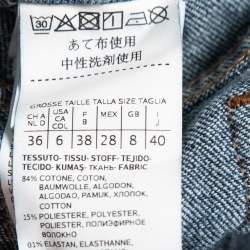 30
あて布使用
中性洗剤使用
GROSSE TAILLE TALLA SIZE TAGLIA
CH A NL D USA CA F B MEX GB I
36 6 38 28 8 40
TESSUTO-TISSU-STOFF-TEJIDO-
TECIDO-KUMAŞ-ТКАНЬ-FABRIC
84% COTONE, COTON,
BAUMWOLLE, ALGODON,
ALGODAO, PAMUK, ХЛОПОК,
COTTON
15% POLIESTERE, POLYESTER,
POLIESTER, ПОЛИЭФИРНОЕ
ВОЛОКНО
01% ELASTAN, ELASTHANNE,